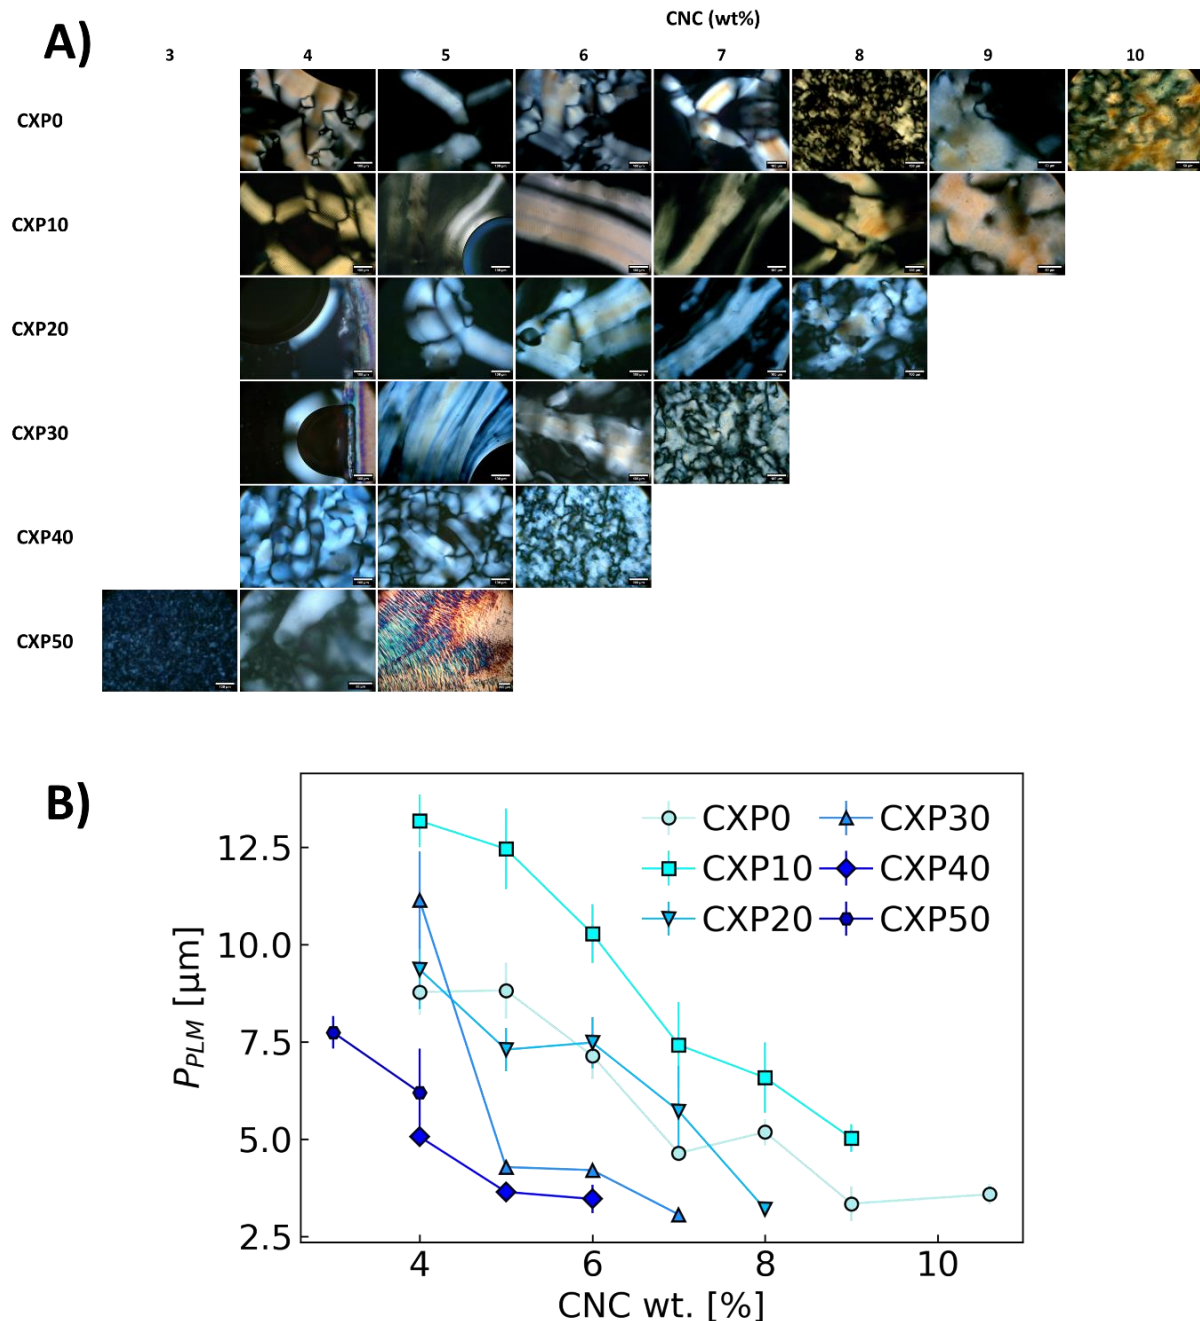 A)
CNC (wt%)
3 4 5 6 7 8 9 10
CXP0
CXP10
CXP20
CXP30
CXP40
CXP50
B)
CXP0 CXP30
CXP10 CXP40
CXP20 CXP50
12.5
10.0
7.5
5.0
2.5
P_PLM [μm]
4 6 8 10
CNC wt. [%]